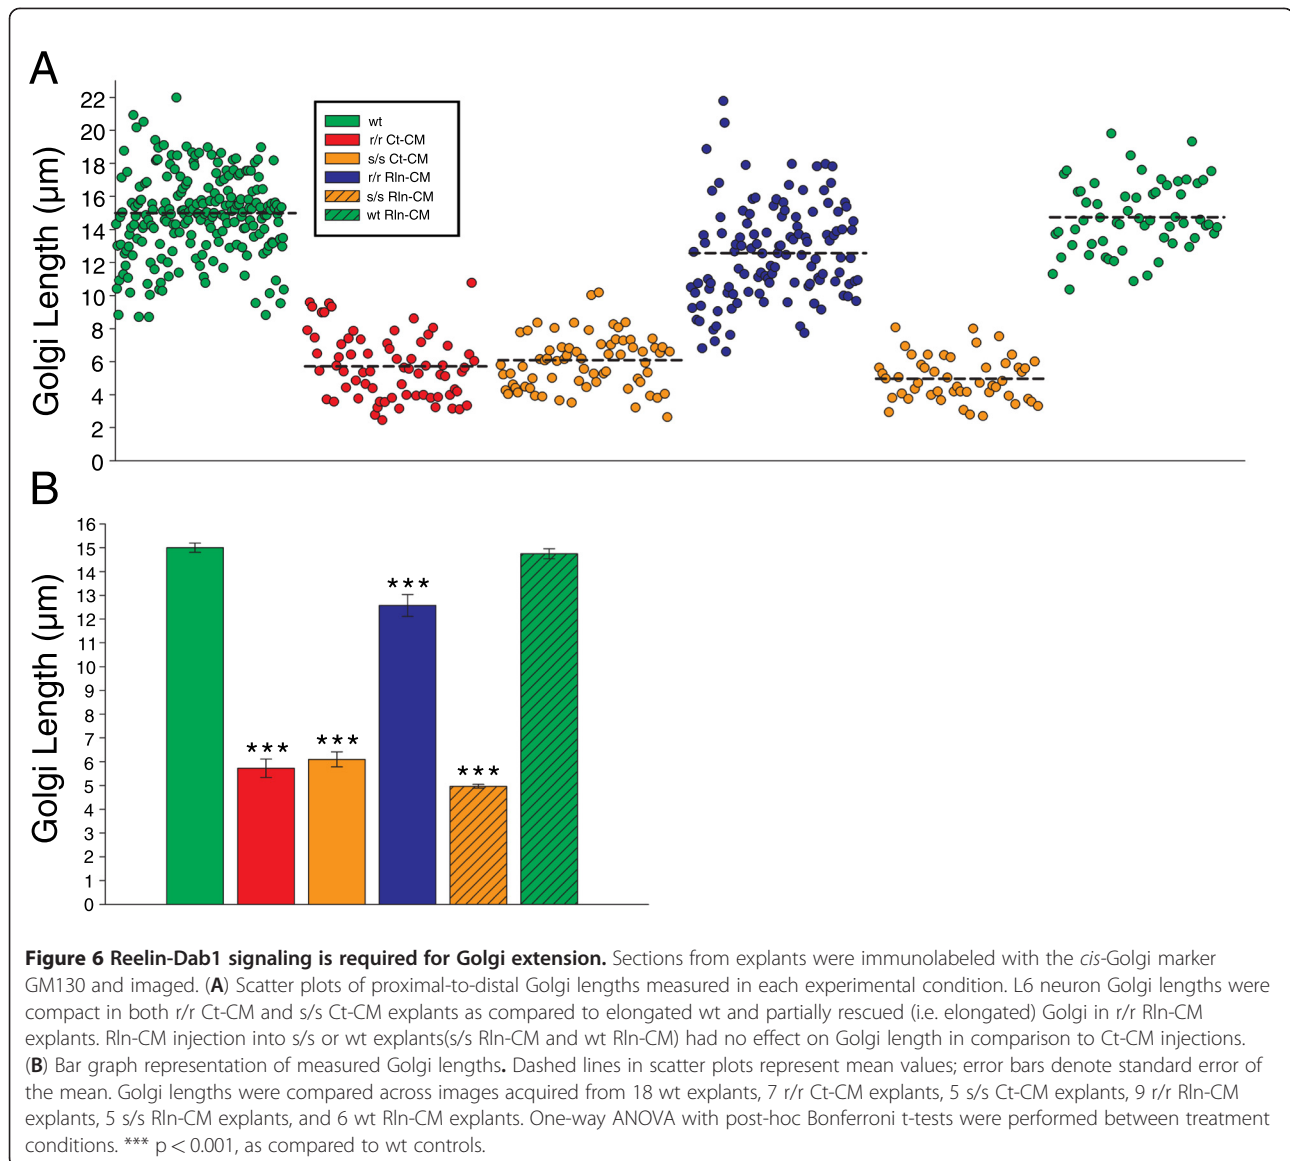 A
Golgi Length (µm)
22
20
18
16
14
12
10
8
6
4
2
0
wt
r/r Ct-CM
s/s Ct-CM
r/r Rln-CM
s/s Rln-CM
wt Rln-CM
B
Golgi Length (µm)
16
15
14
13
12
11
10
9
8
7
6
5
4
3
2
1
0
***
***
***
***
Figure 6 Reelin-Dab1 signaling is required for Golgi extension. Sections from explants were immunolabeled with the cis-Golgi marker
GM130 and imaged. (A) Scatter plots of proximal-to-distal Golgi lengths measured in each experimental condition. L6 neuron Golgi lengths were
compact in both r/r Ct-CM and s/s Ct-CM explants as compared to elongated wt and partially rescued (i.e. elongated) Golgi in r/r Rln-CM
explants. Rln-CM injection into s/s or wt explants(s/s Rln-CM and wt Rln-CM) had no effect on Golgi length in comparison to Ct-CM injections.
(B) Bar graph representation of measured Golgi lengths. Dashed lines in scatter plots represent mean values; error bars denote standard error of
the mean. Golgi lengths were compared across images acquired from 18 wt explants, 7 r/r Ct-CM explants, 5 s/s Ct-CM explants, 9 r/r Rln-CM
explants, 5 s/s Rln-CM explants, and 6 wt Rln-CM explants. One-way ANOVA with post-hoc Bonferroni t-tests were performed between treatment
conditions. *** p < 0.001, as compared to wt controls.